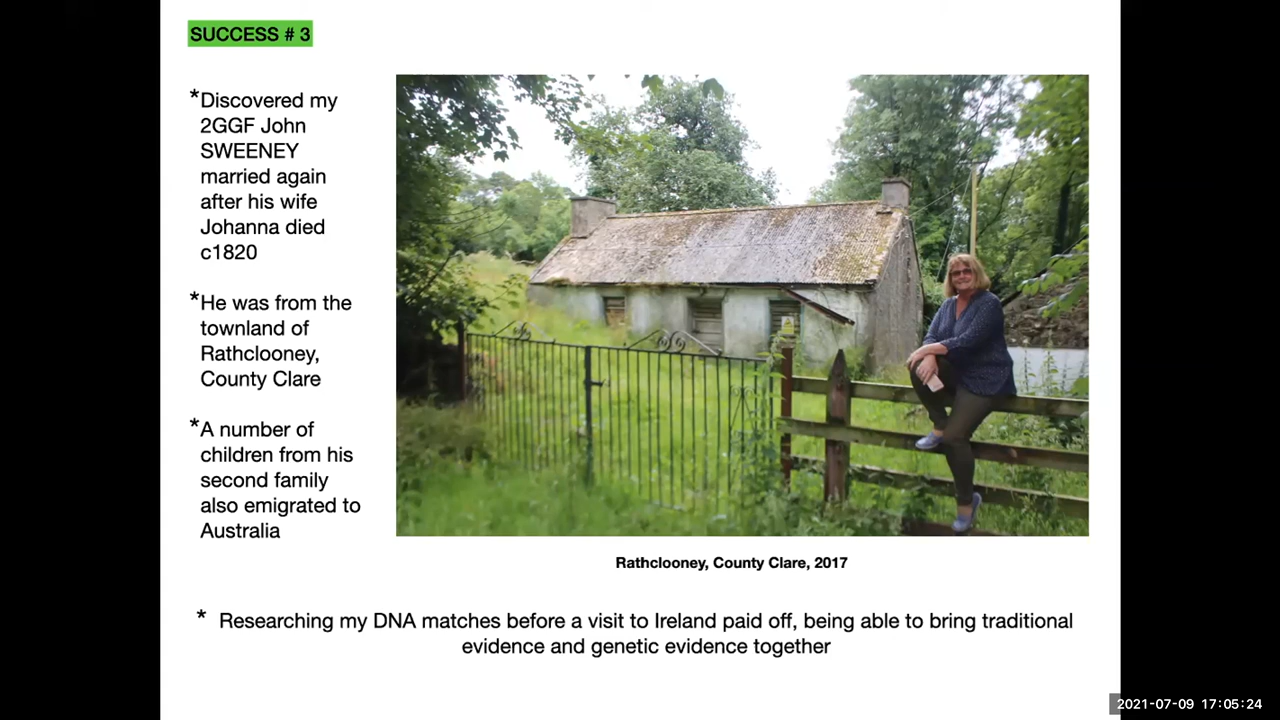 SUCCESS # 3
*Discovered my
2GGF John
SWEENEY
married again
after his wife
Johanna died
c1820
*He was from the
townland of
Rathclooney,
County Clare
*A number of
children from his
second family
also emigrated to
Australia
Rathclooney, County Clare, 2017
* Researching my DNA matches before a visit to Ireland paid off, being able to bring traditional
evidence and genetic evidence together
2021-07-09 17:05:24